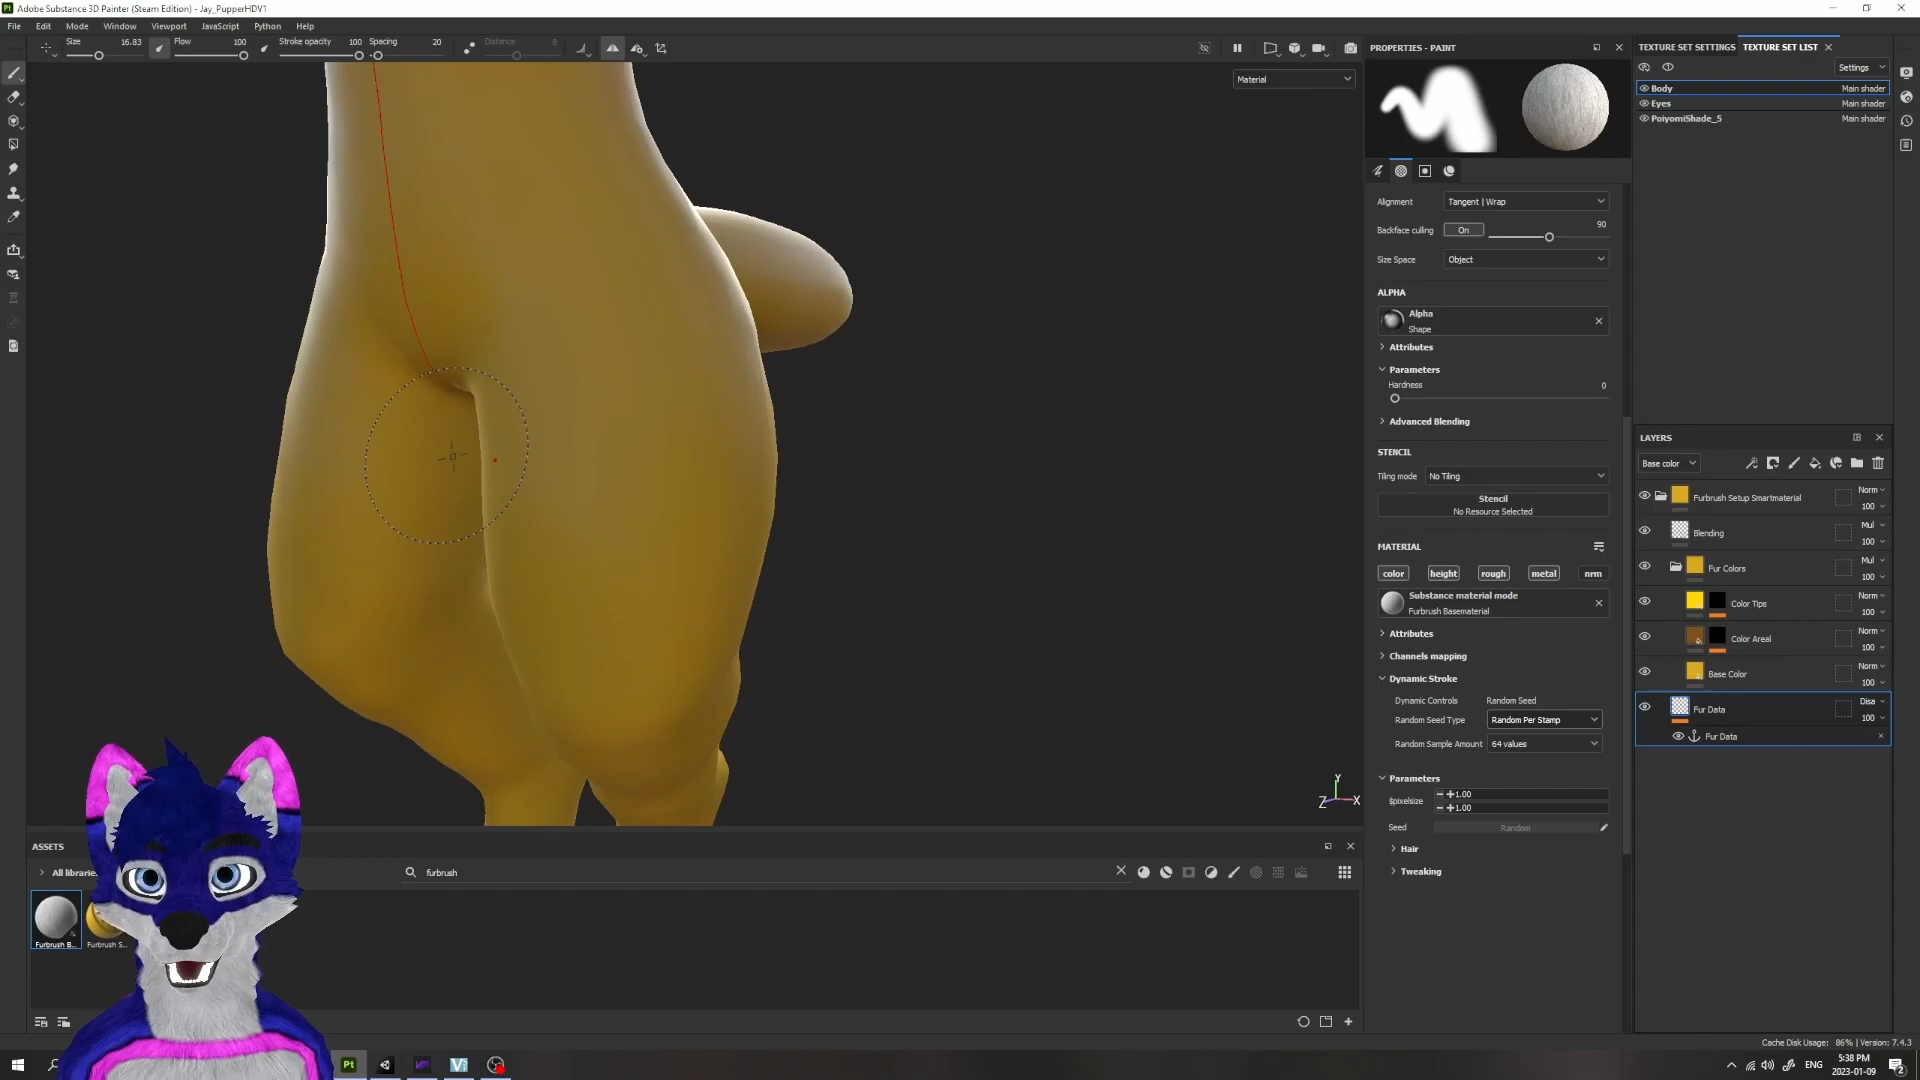 Adobe Substance 3D Painter (Steam Edition) - Jay_PupperHDV1
File Edit Mode Window Viewport JavaScript Python Help
Size 16.83 Flow 100 Stroke opacity 100 Spacing 20 Distance 8
Material
PROPERTIES - PAINT
Alignment Tangent | Wrap
Backface culling On 90
Size Space Object
ALPHA
Alpha
Shape
Attributes
Parameters
Hardness 0
Advanced Blending
STENCIL
Tiling mode No Tiling
Stencil
No Resource Selected
MATERIAL
color height rough metal nrm
Substance material mode
Furbrush Basematerial
Attributes
Channels mapping
Dynamic Stroke
Dynamic Controls Random Seed
Random Seed Type Random Per Stamp
Random Sample Amount 64 values
Parameters
$pixelsize 1.00
1.00
Seed Random
Hair
Tweaking
TEXTURE SET SETTINGS TEXTURE SET LIST
Settings
Body Main shader
Eyes Main shader
PoiyomiShade_5 Main shader
LAYERS
Base color
Furbrush Setup Smartmaterial Norm
100
Blending Mul
100
Fur Colors Mul
100
Color Tips Norm
100
Color Areal Norm
100
Base Color Norm
100
Fur Data Disa
100
Fur Data
Y
Z X
ASSETS
All librarie
furbrush
Furbrush B...
Furbrush S...
Cache Disk Usage: 86% | Version: 7.4.3
ENG
5:38 PM
2023-01-09
2